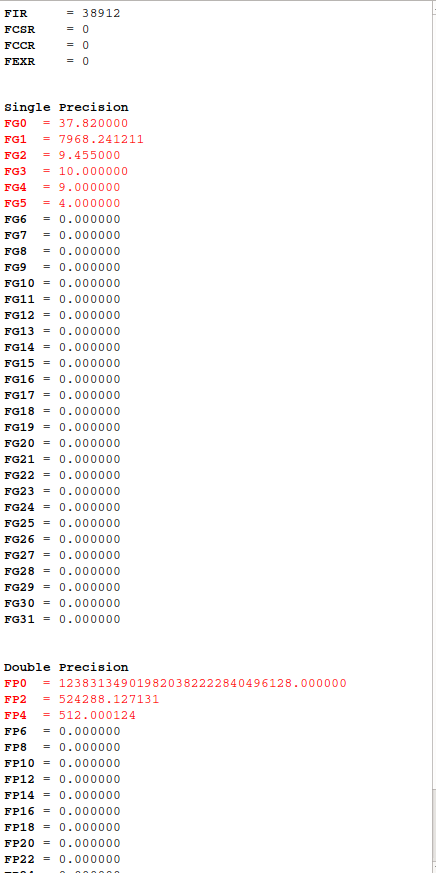 FIR     = 38912
FCSR    = 0
FCCR    = 0
FEXR    = 0
Single Precision
FG0  = 37.820000
FG1  = 7968.241211
FG2  = 9.455000
FG3  = 10.000000
FG4  = 9.000000
FG5  = 4.000000
FG6  = 0.000000
FG7  = 0.000000
FG8  = 0.000000
FG9  = 0.000000
FG10 = 0.000000
FG11 = 0.000000
FG12 = 0.000000
FG13 = 0.000000
FG14 = 0.000000
FG15 = 0.000000
FG16 = 0.000000
FG17 = 0.000000
FG18 = 0.000000
FG19 = 0.000000
FG20 = 0.000000
FG21 = 0.000000
FG22 = 0.000000
FG23 = 0.000000
FG24 = 0.000000
FG25 = 0.000000
FG26 = 0.000000
FG27 = 0.000000
FG28 = 0.000000
FG29 = 0.000000
FG30 = 0.000000
FG31 = 0.000000
Double Precision
FP0  = 1238313490198203822228404961​28.000000
FP2  = 524288.127131
FP4  = 512.000124
FP6  = 0.000000
FP8  = 0.000000
FP10 = 0.000000
FP12 = 0.000000
FP14 = 0.000000
FP16 = 0.000000
FP18 = 0.000000
FP20 = 0.000000
FP22 = 0.000000